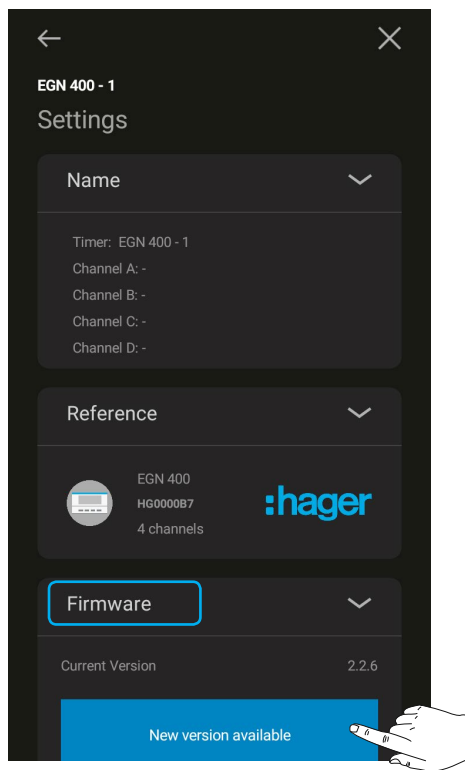 EGN 400 - 1
Settings
Name
Timer: EGN 400 - 1
Channel A: -
Channel B: -
Channel C: -
Channel D: -
Reference
EGN 400
HG0000B7
4 channels
:hager
Firmware
Current Version 2.2.6
New version available